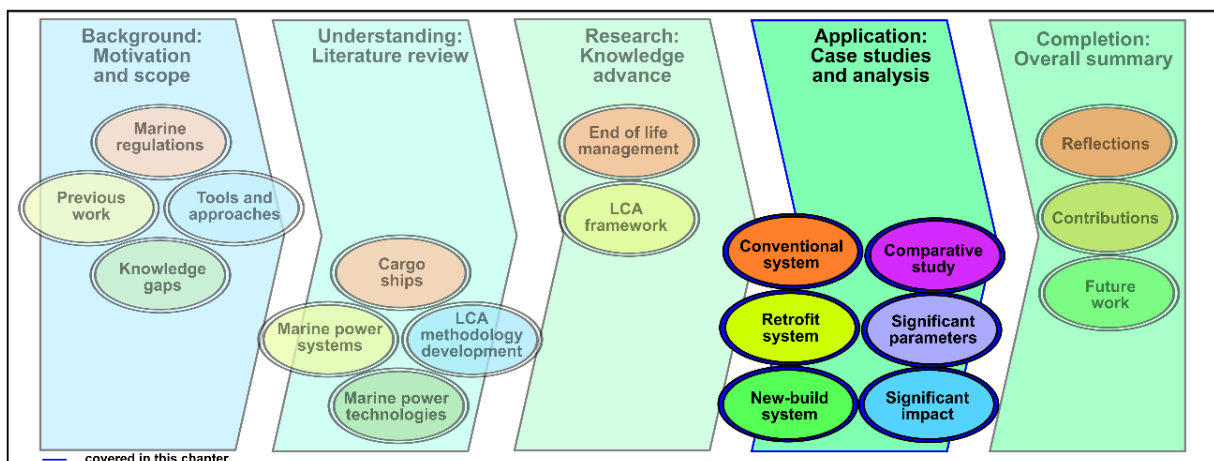 Background:
Motivation
and scope
Marine
regulations
Previous
work
Tools and
approaches
Knowledge
gaps
Understanding:
Literature review
Cargo
ships
Marine power
systems
LCA
methodology
development
Marine power
technologies
Research:
Knowledge
advance
End of life
management
LCA
framework
Application:
Case studies
and analysis
Conventional
system
Comparative
study
Retrofit
system
Significant
parameters
New-build
system
Significant
impact
Completion:
Overall summary
Reflections
Contributions
Future
work
covered in this chapter